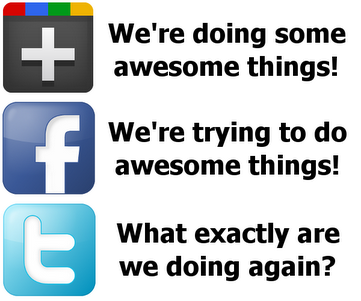 We're doing some
awesome things!
f
We're trying to do
awesome things!
t
What exactly are
we doing again?